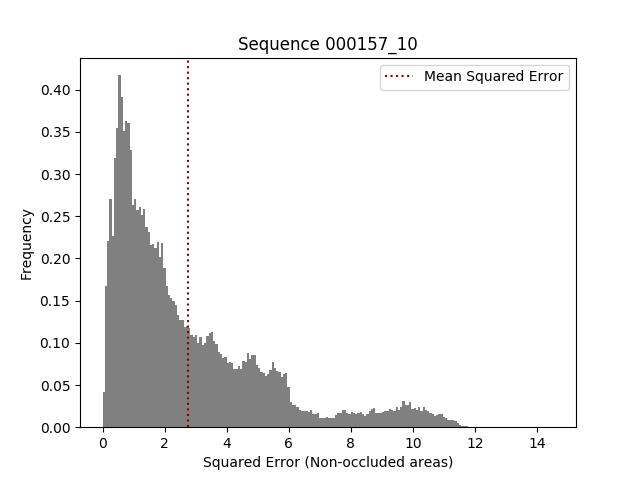 Sequence 000157_10
Mean Squared Error
0.40
0.35
0.30
0.25
0.20
0.15
0.10
0.05
0.00
Frequency
0 2 4 6 8 10 12 14
Squared Error (Non-occluded areas)